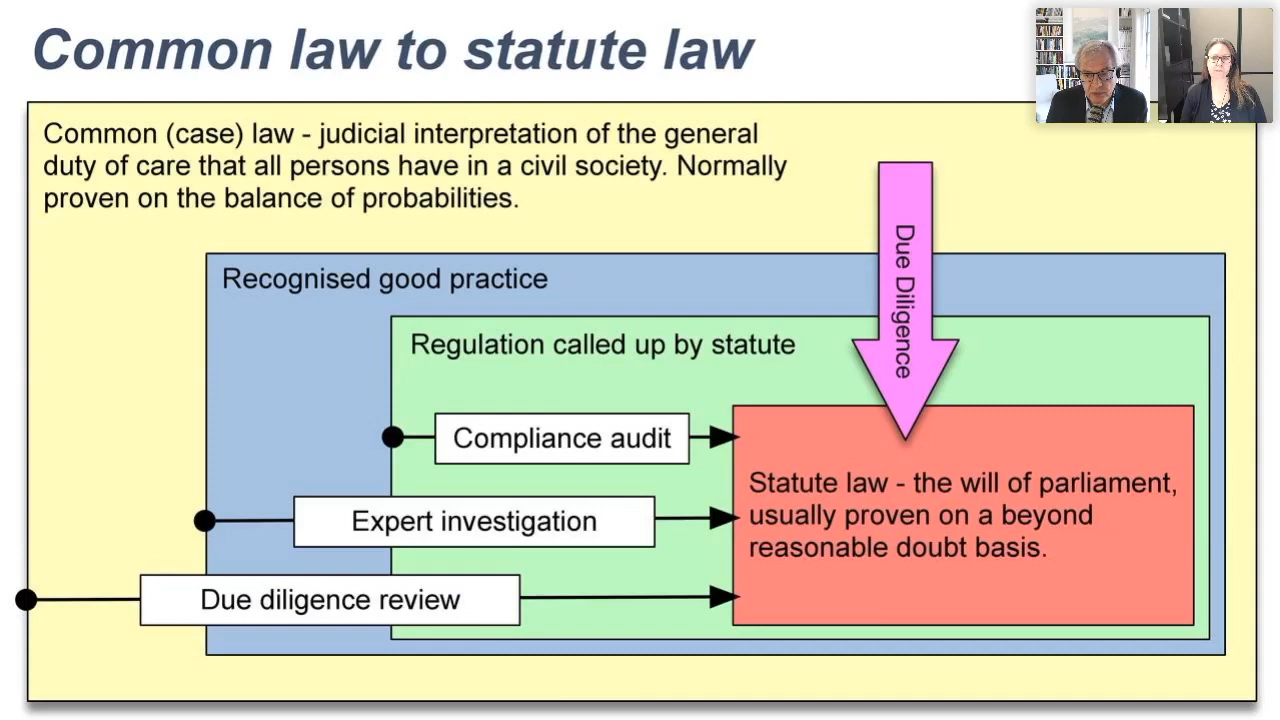 Common law to statute law
Common (case) law - judicial interpretation of the general
duty of care that all persons have in a civil society. Normally
proven on the balance of probabilities.
Due Diligence
Recognised good practice
Regulation called up by statute
Compliance audit
Expert investigation
Due diligence review
Statute law - the will of parliament,
usually proven on a beyond
reasonable doubt basis.